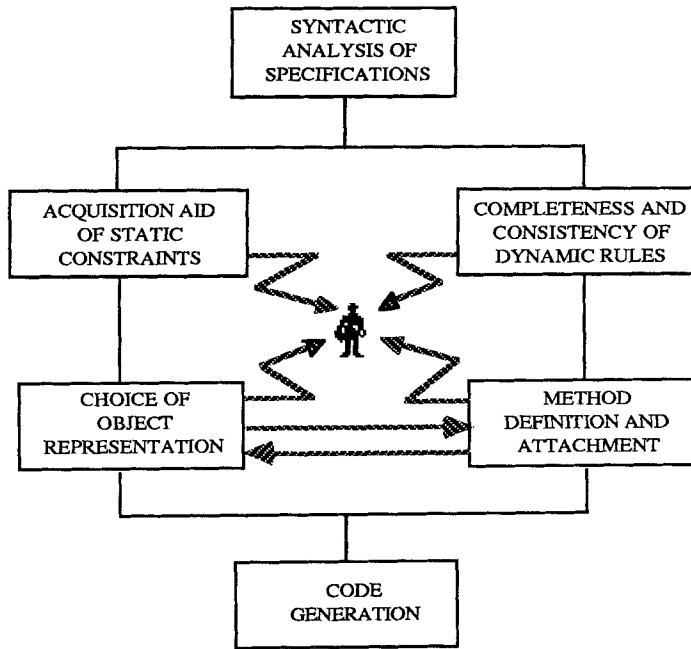 SYNTACTIC
ANALYSIS OF
SPECIFICATIONS
ACQUISITION AID
OF STATIC
CONSTRAINTS
COMPLETENESS AND
CONSISTENCY OF
DYNAMIC RULES
CHOICE OF
OBJECT
REPRESENTATION
METHOD
DEFINITION AND
ATTACHMENT
CODE
GENERATION